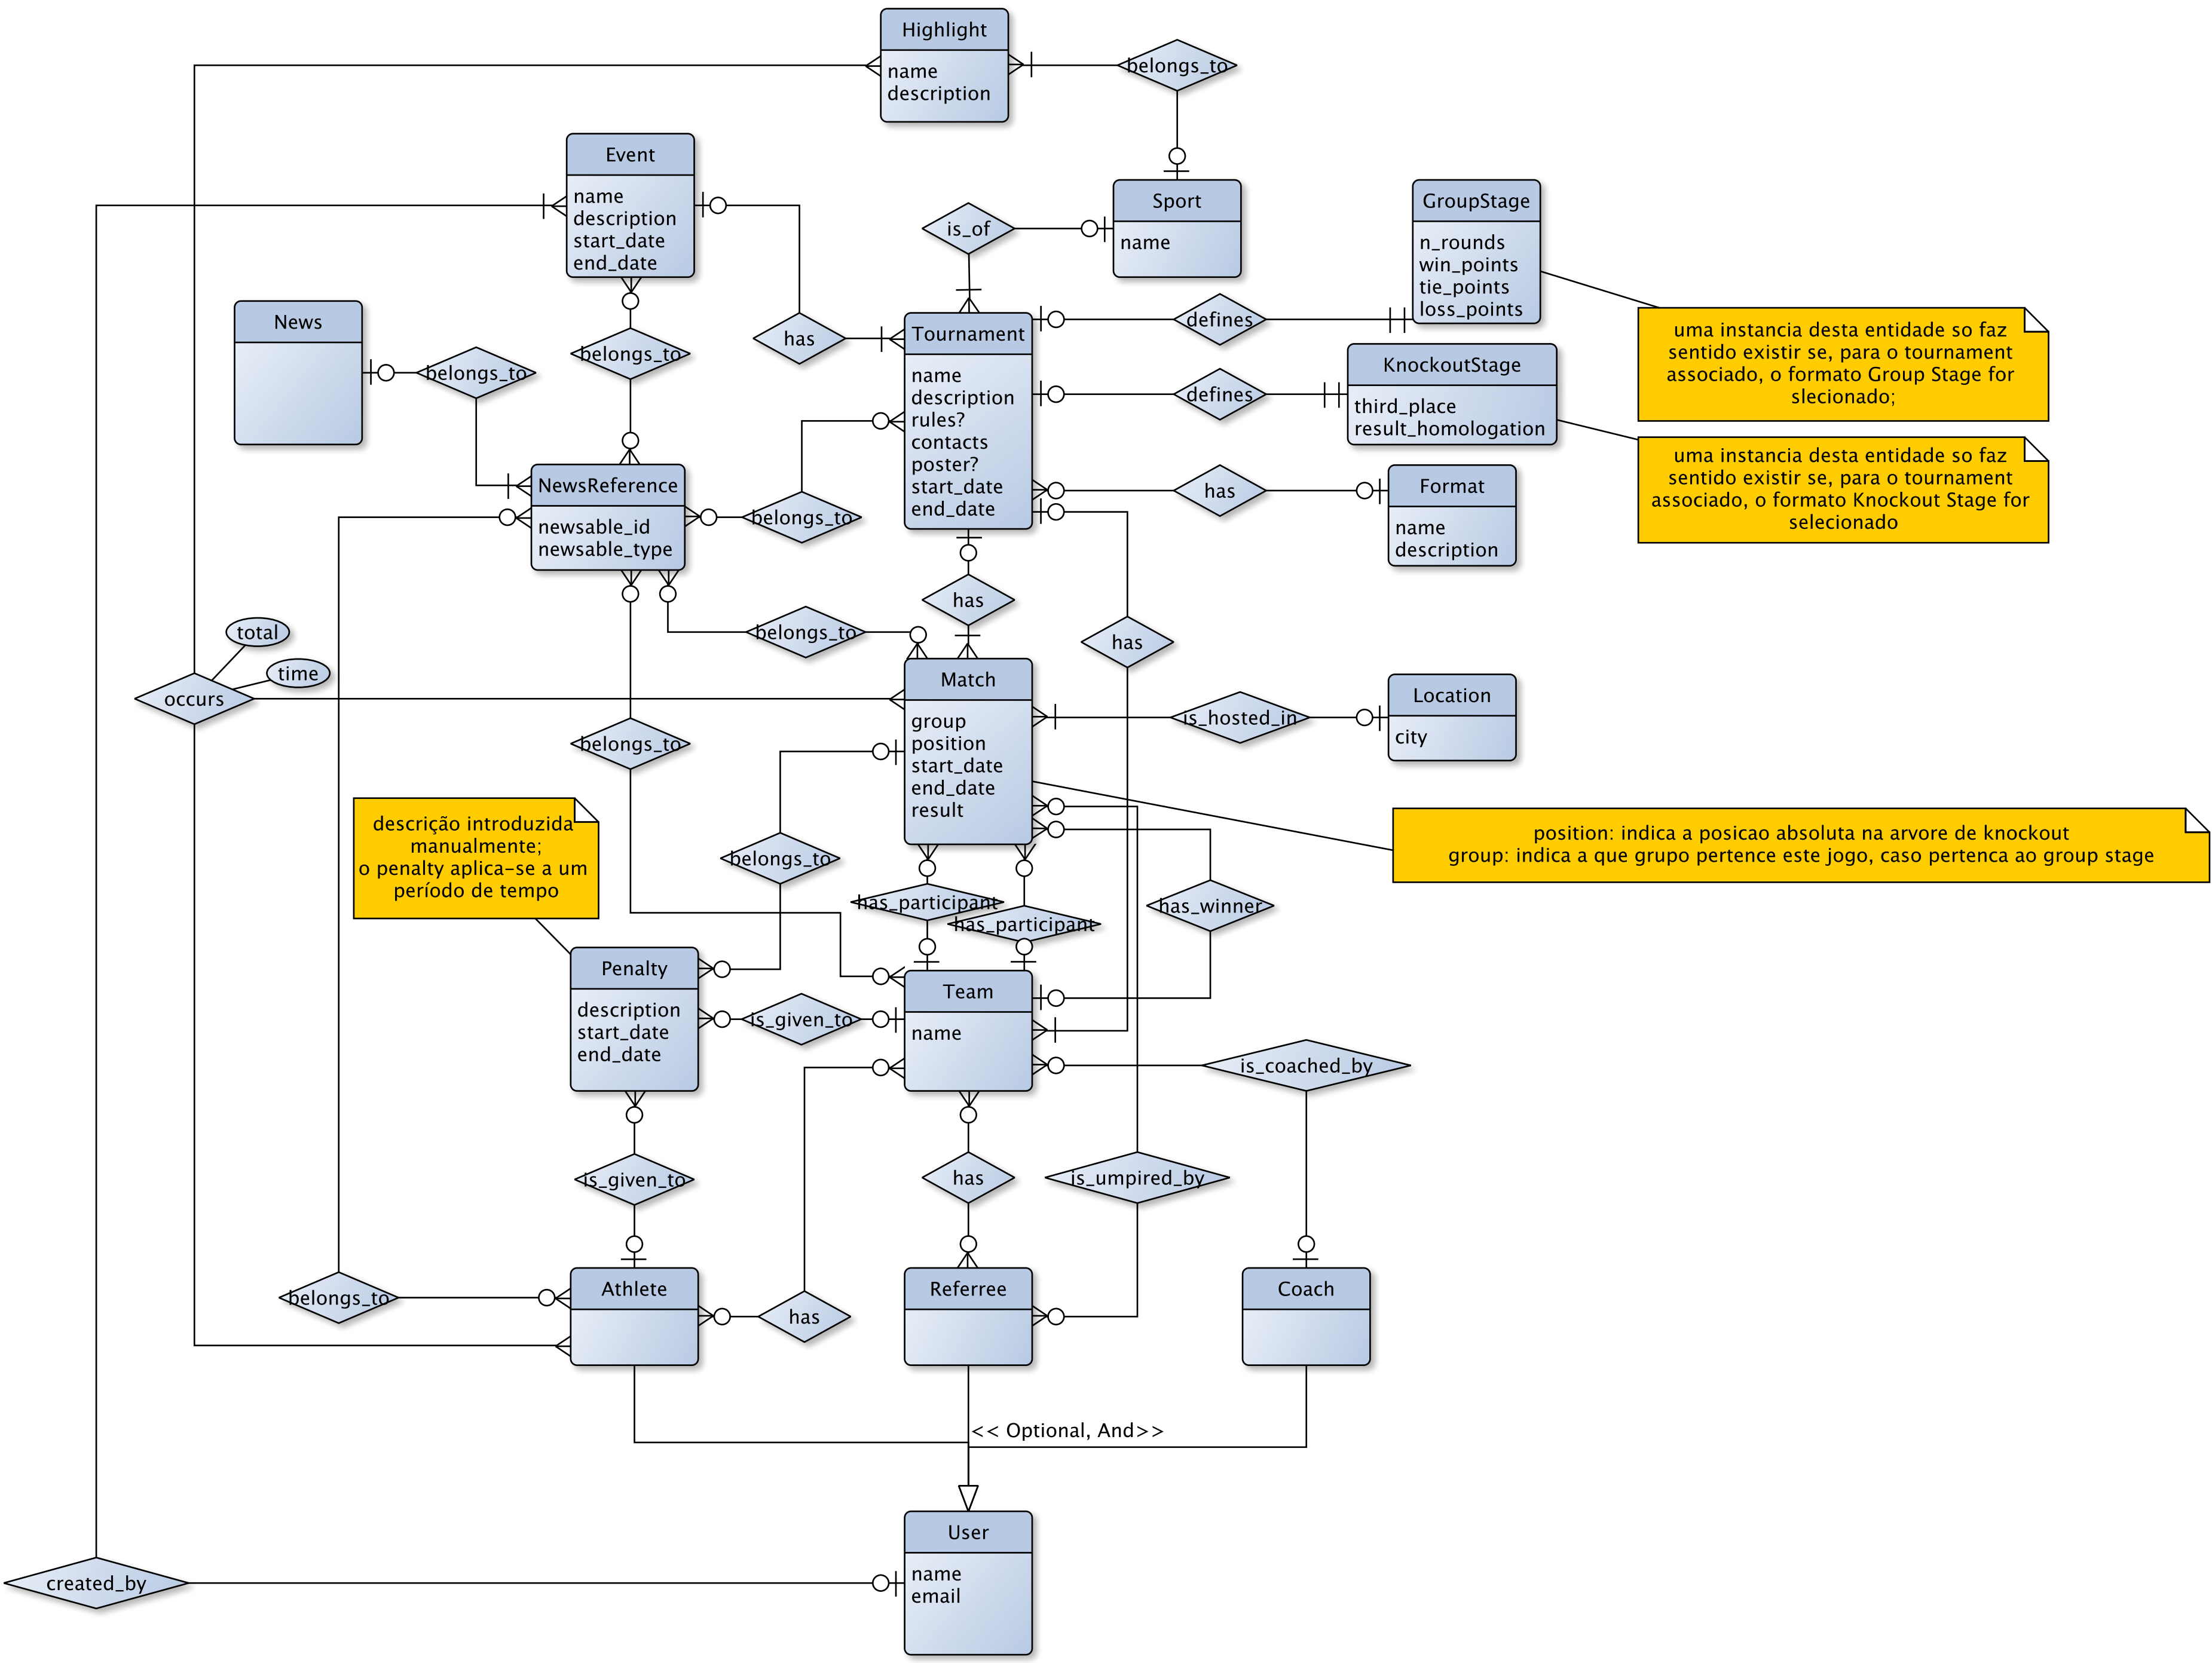 Highlight
name
description
belongs_to
Event
name
description
start_date
end_date
Sport
name
is_of
GroupStage
n_rounds
win_points
tie_points
loss_points
News
belongs_to
belongs_to
has
Tournament
name
description
rules?
contacts
poster?
start_date
end_date
defines
uma instancia desta entidade so faz
sentido existir se, para o tournament
associado, o formato Group Stage for
slecionado;
defines
KnockoutStage
third_place
result_homologation
uma instancia desta entidade so faz
sentido existir se, para o tournament
associado, o formato Knockout Stage for
selecionado
NewsReference
newsable_id
newsable_type
belongs_to
has
Format
name
description
has
belongs_to
has
total
time
occurs
Match
group
position
start_date
end_date
result
is_hosted_in
Location
city
belongs_to
descrição introduzida
manualmente;
o penalty aplica-se a um
período de tempo
belongs_to
position: indica a posicao absoluta na arvore de knockout
group: indica a que grupo pertence este jogo, caso pertenca ao group stage
has_participant
has_participant
has_winner
Penalty
description
start_date
end_date
is_given_to
Team
name
is_coached_by
is_given_to
has
is_umpired_by
belongs_to
Athlete
has
Referree
Coach
<< Optional, And>>
User
name
email
created_by